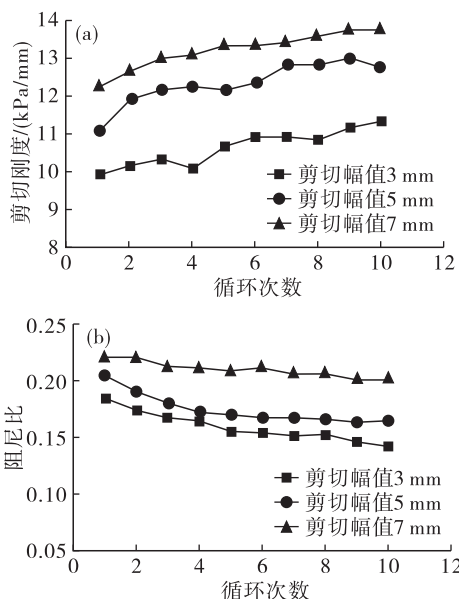 (a)
剪切刚度/(kPa/mm)
14
13
12
11
10
9
8
剪切幅值3 mm
剪切幅值5 mm
剪切幅值7 mm
0 2 4 6 8 10 12
循环次数
(b)
阻尼比
0.25
0.20
0.15
0.10
0.05
剪切幅值3 mm
剪切幅值5 mm
剪切幅值7 mm
0 2 4 6 8 10 12
循环次数